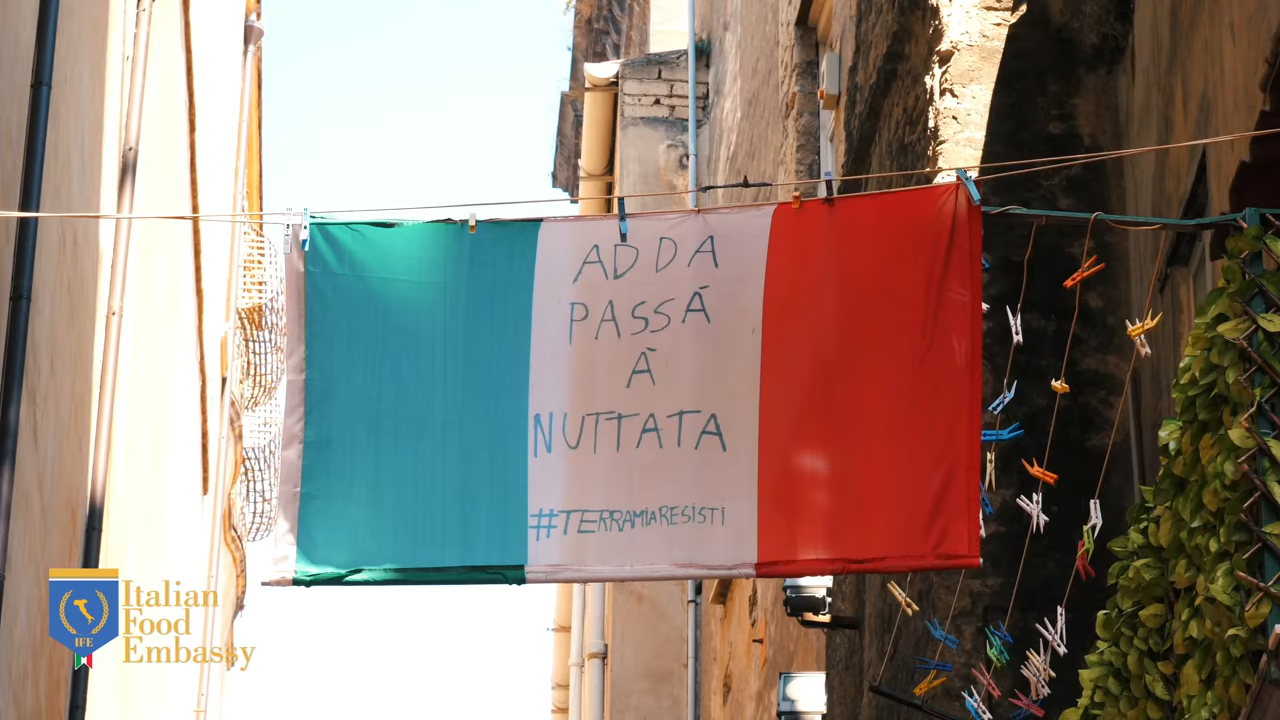 ADDA
PASSÁ
Á
NUTTATA
#TERRAMIARESISTI
IFE
Italian
Food
Embassy